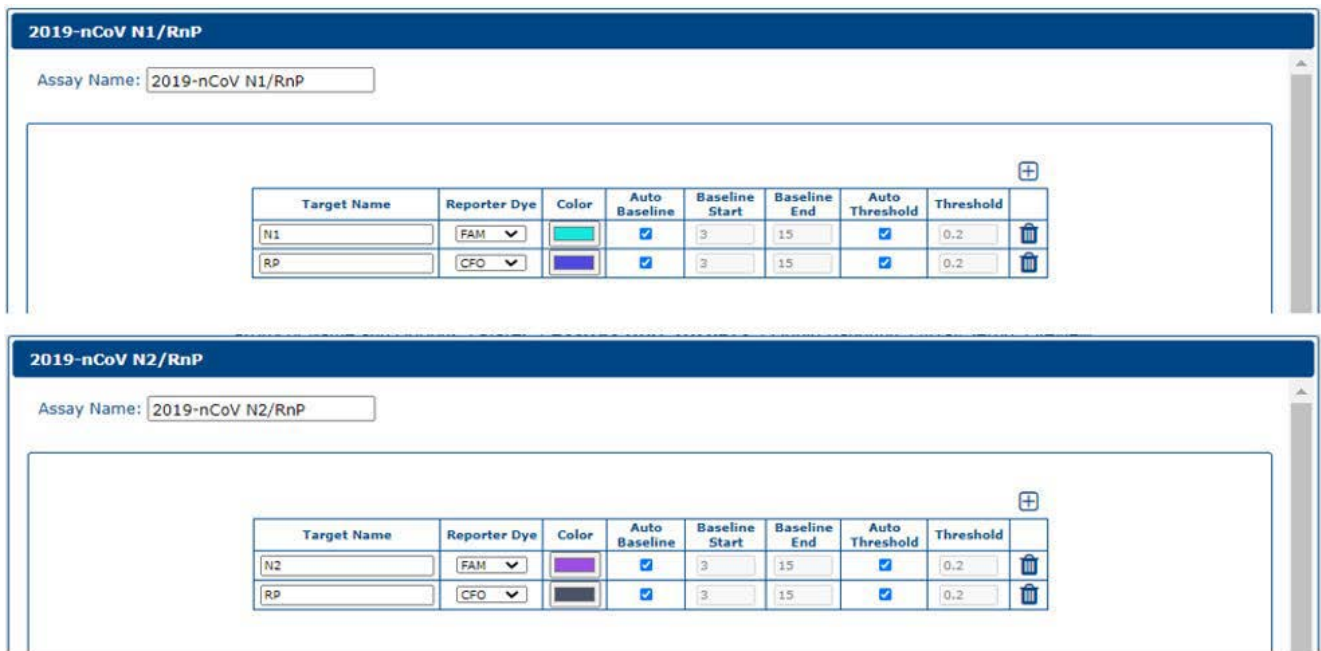 2019-nCoV N1/RnP
Assay Name: 2019-nCoV N1/RnP
Target Name Reporter Dye Color Auto Baseline Baseline Start Baseline End Auto Threshold Threshold
N1 FAM 3 15 0.2
RP CFO 3 15 0.2
2019-nCoV N2/RnP
Assay Name: 2019-nCoV N2/RnP
Target Name Reporter Dye Color Auto Baseline Baseline Start Baseline End Auto Threshold Threshold
N2 FAM 3 15 0.2
RP CFO 3 15 0.2